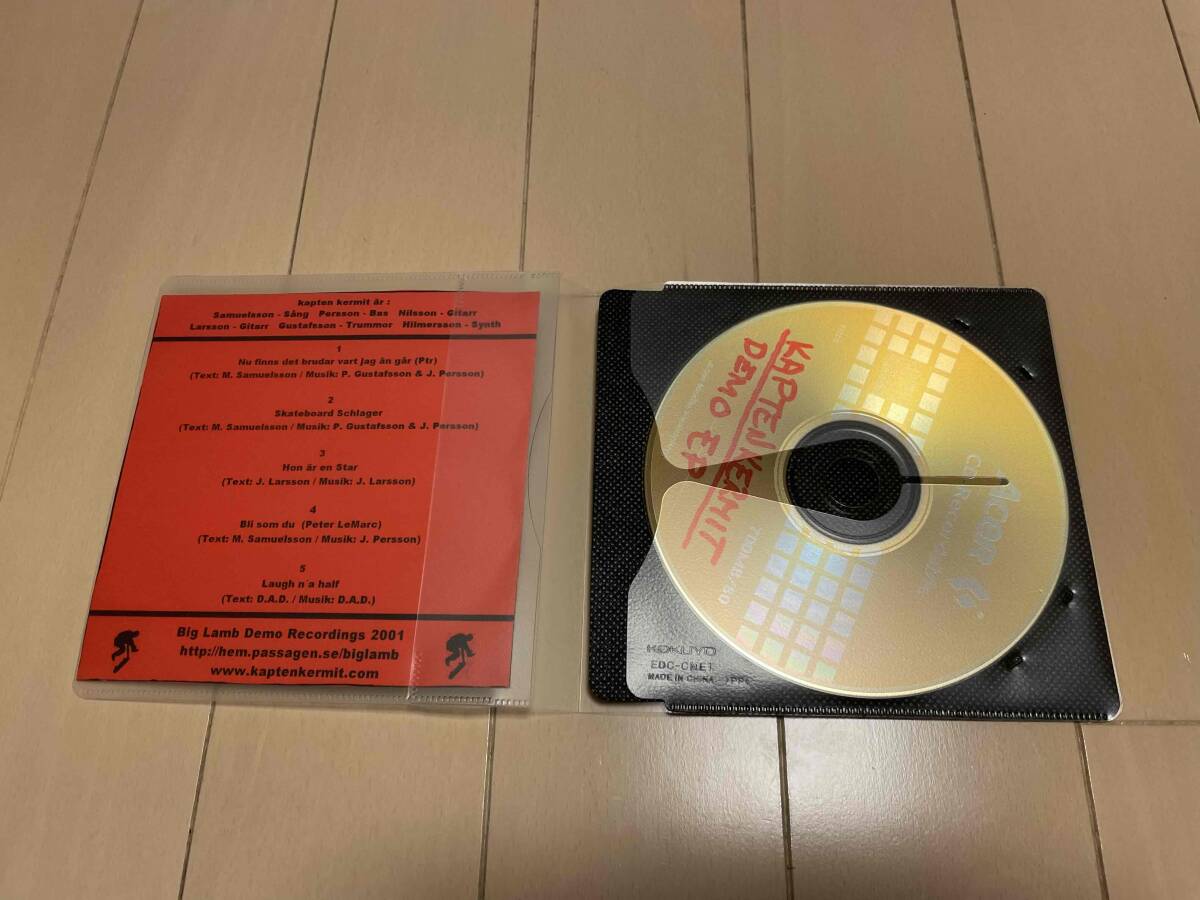 kapten kermit är :
Samuelsson - Sång Persson - Bas Nilsson - Gitarr
Larsson - Gitarr Gustafsson - Trummor Hilmersson - Synth
1
Nu finns det brudar vart jag än går (Ptr)
(Text: M. Samuelsson / Musik: P. Gustafsson & J. Persson)
2
Skateboard Schlager
(Text: M. Samuelsson / Musik: P. Gustafsson & J. Persson)
3
Hon är en Star
(Text: J. Larsson / Musik: J. Larsson)
4
Bli som du (Peter LeMarc)
(Text: M. Samuelsson / Musik: J. Persson)
5
Laugh n´a half
(Text: D.A.D. / Musik: D.A.D.)
Big Lamb Demo Recordings 2001
http://hem.passagen.se/biglamb
www.kaptenkermit.com
KAPTEN KERMIT
DEMO EP
Acer
CD-Recordable
KOKUYO
EDC-CNE1
MADE IN CHINA